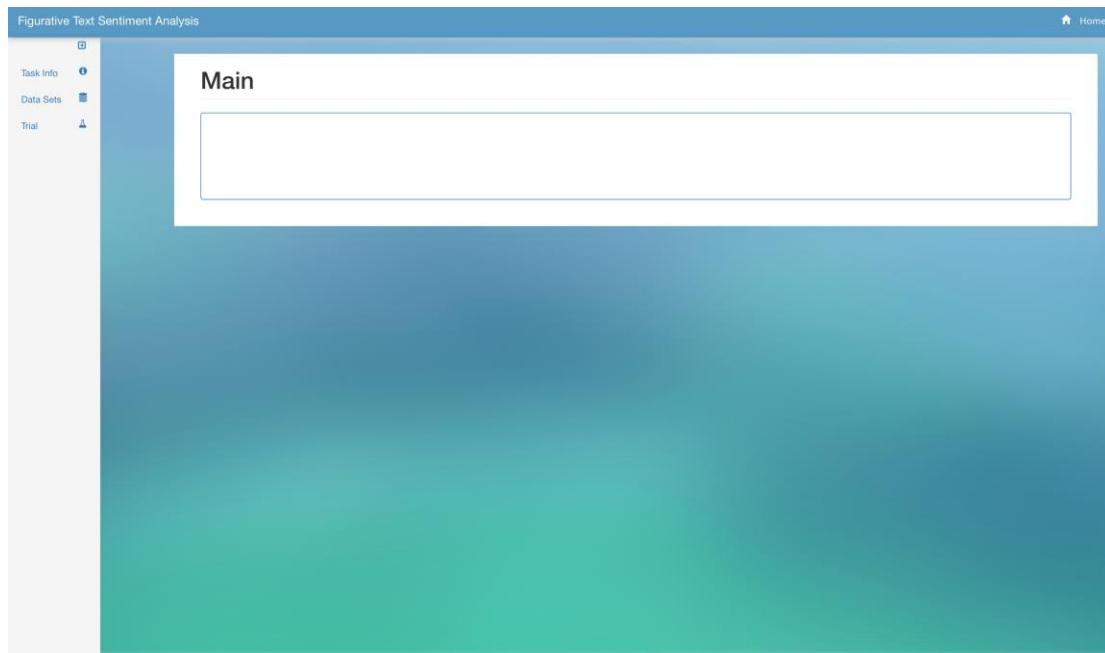 Figurative Text Sentiment Analysis
Home
Task Info
Data Sets
Trial
Main